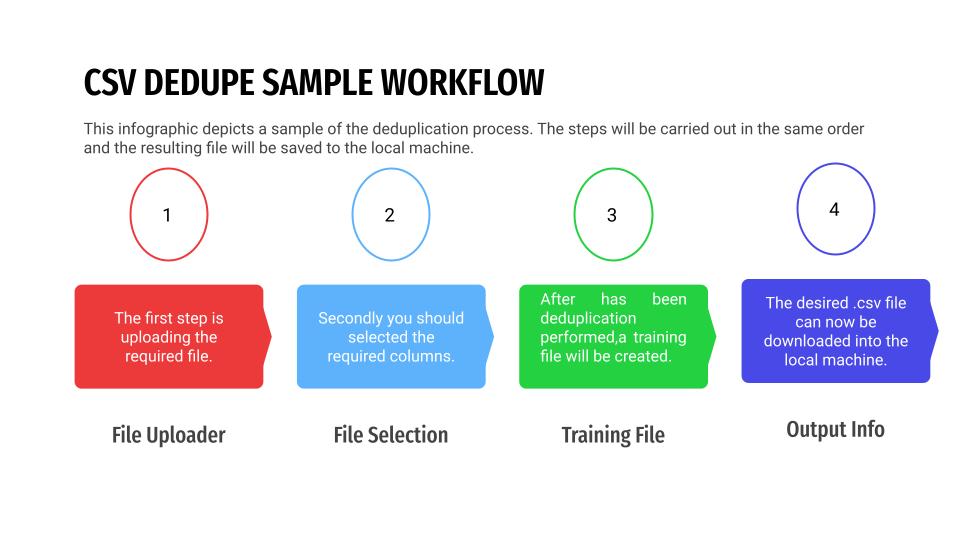 CSV DEDUPE SAMPLE WORKFLOW
This infographic depicts a sample of the deduplication process. The steps will be carried out in the same order
and the resulting file will be saved to the local machine.
1
The first step is
uploading the
required file.
File Uploader
2
Secondly you should
selected the
required columns.
File Selection
3
After has been
deduplication
performed,a training
file will be created.
Training File
4
The desired .csv file
can now be
downloaded into the
local machine.
Output Info